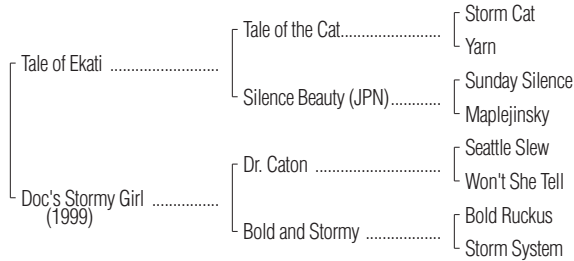 Storm Cat
Tale of the Cat......................
Yarn
Tale of Ekati ........................
Sunday Silence
Silence Beauty (JPN)...........
Maplejinsky
Seattle Slew
Dr. Caton ............................
Won't She Tell
Doc's Stormy Girl ...............
(1999)
Bold Ruckus
Bold and Stormy .................
Storm System